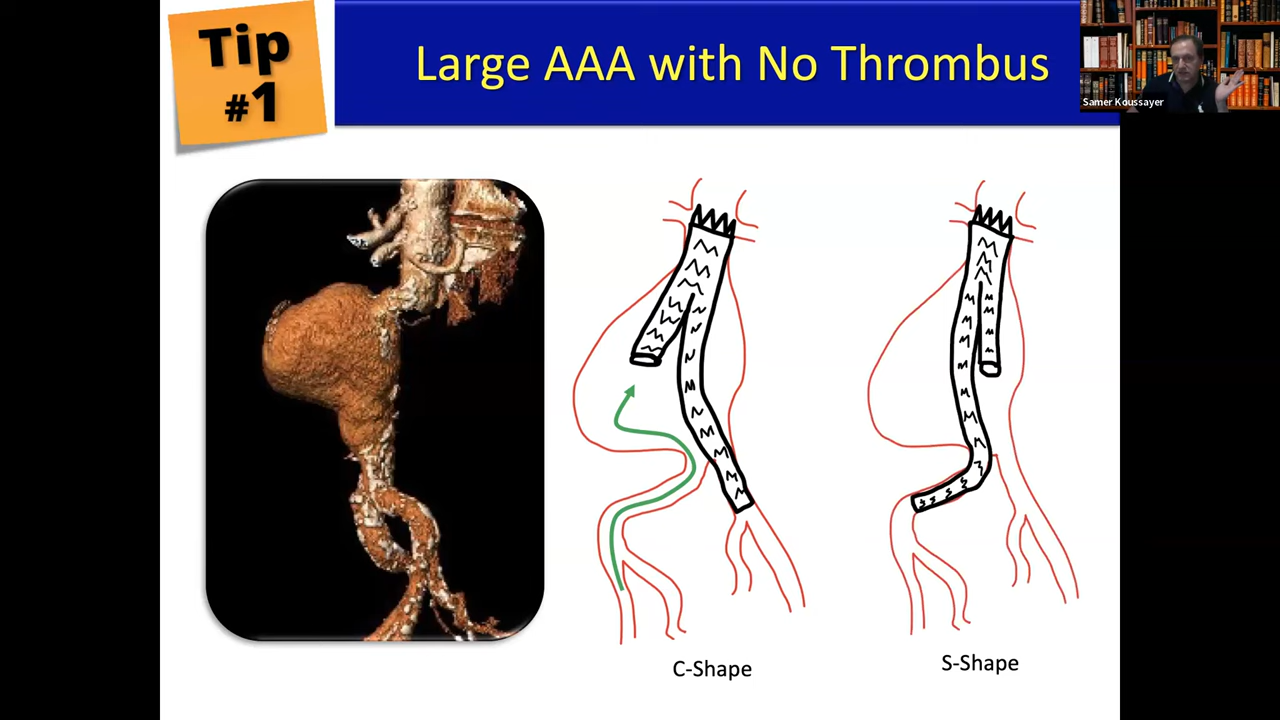 Tip
#1
Large AAA with No Thrombus
Samer Koussayer
C-Shape
S-Shape